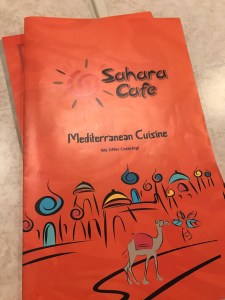 Sahara
Cafe
Mediterranean Cuisine
We Offer Catering!